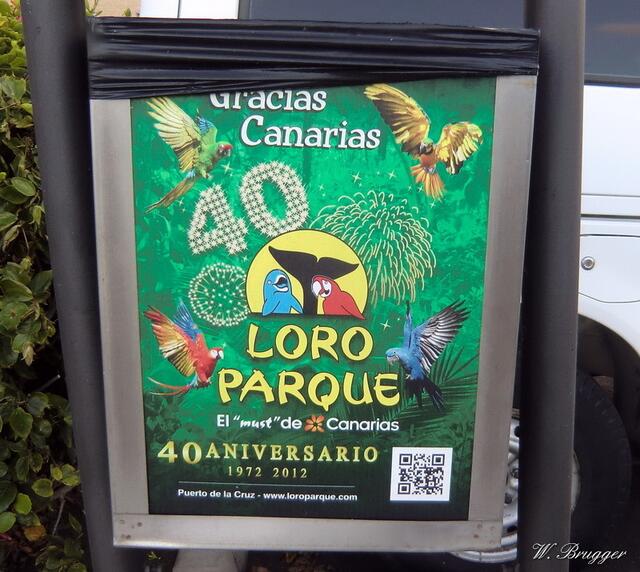 Gracias
Canarias
40
LORO
PARQUE
El "must" de Canarias
40 ANIVERSARIO
1972 2012
Puerto de la Cruz - www.loroparque.com
W. Brugger